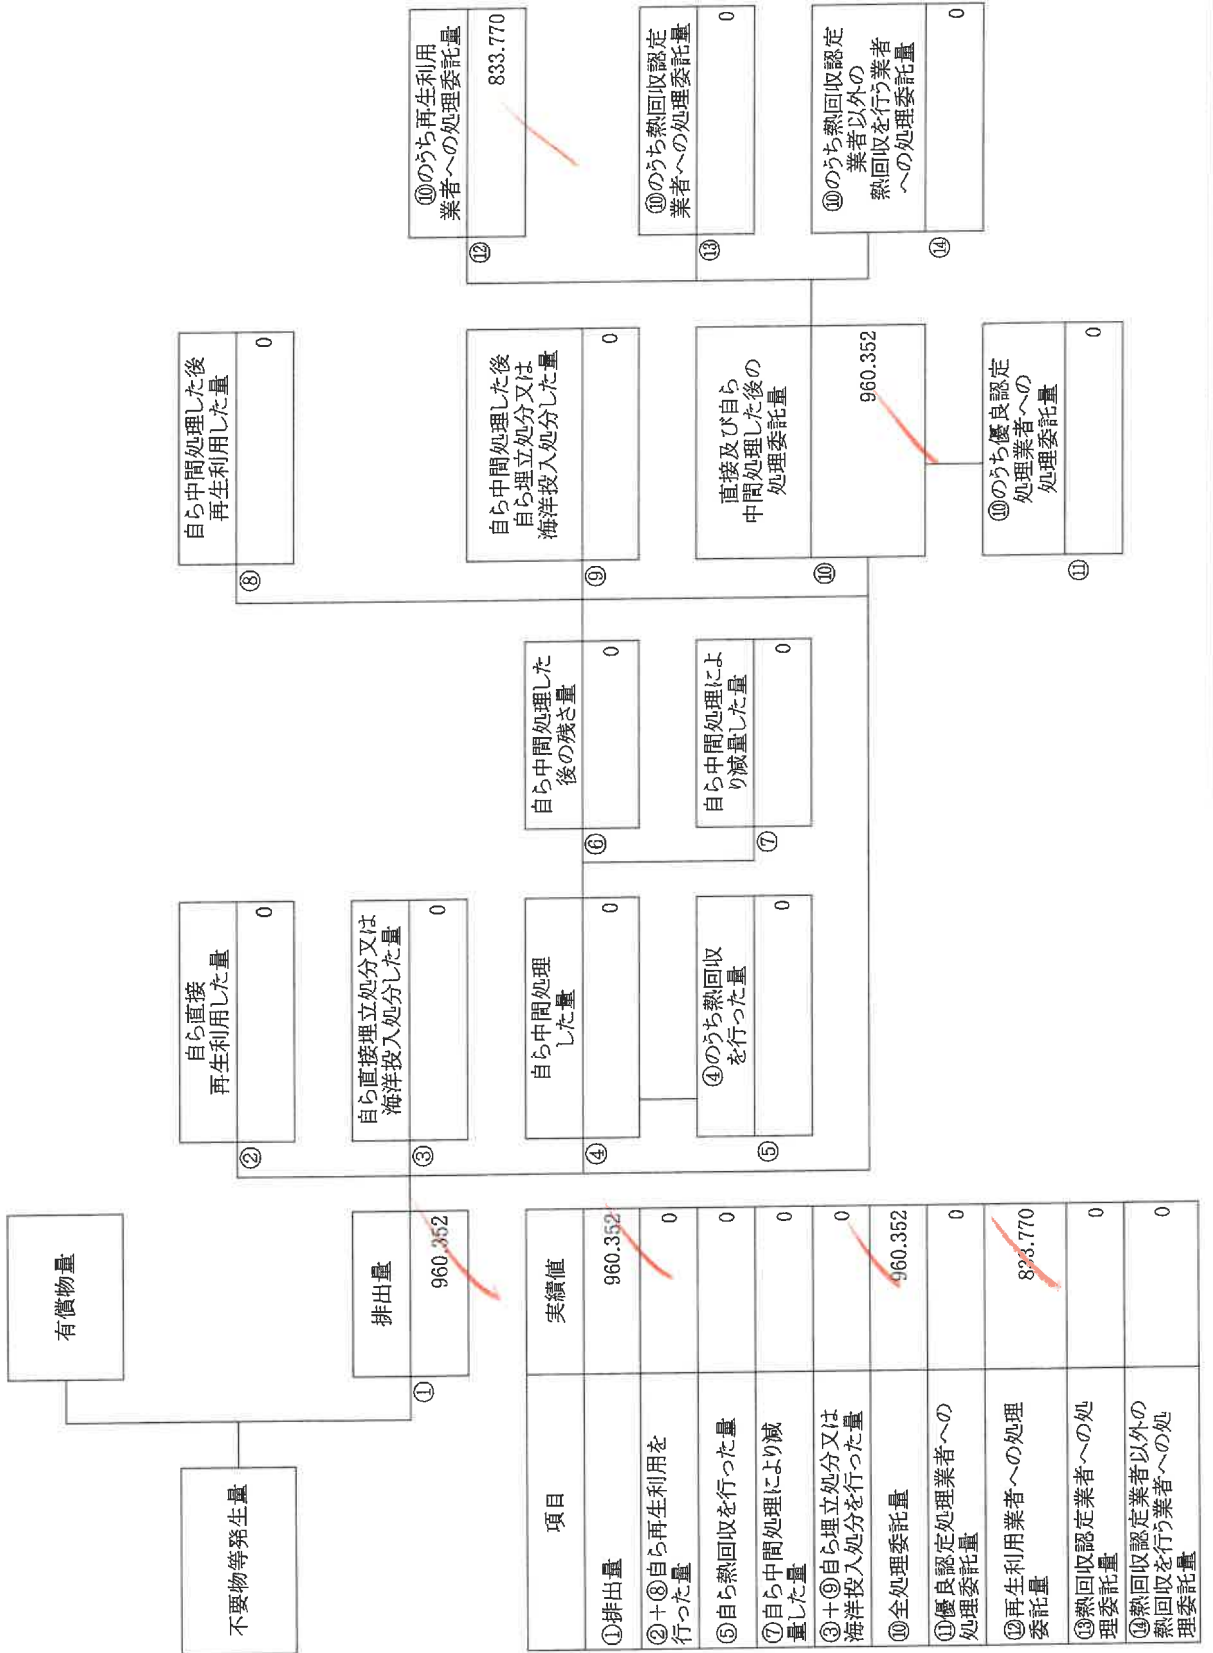 不要物等発生量
有償物量
排出量
①
960.352
自ら直接
再生利用した量
②
0
自ら直接埋立処分又は
海洋投入処分した量
③
0
自ら中間処理
した量
④
0
④のうち熱回収
を行った量
⑤
0
自ら中間処理した
後の残さ量
⑥
0
自ら中間処理によ
り減量した量
⑦
0
自ら中間処理した後
再生利用した量
⑧
0
自ら中間処理した後
自ら埋立処分又は
海洋投入処分した量
⑨
0
直接及び自ら
中間処理した後の
処理委託量
⑩
960.352
⑩のうち優良認定
処理業者への
処理委託量
⑪
0
⑩のうち再生利用
業者への処理委託量
⑫
833.770
⑩のうち熱回収認定
業者への処理委託量
⑬
0
⑩のうち熱回収認定
業者以外の
熱回収を行う業者
への処理委託量
⑭
0
項目 実績値
①排出量 960.352
②+⑧自ら再生利用を
行った量 0
⑤自ら熱回収を行った量 0
⑦自ら中間処理により減
量した量 0
③+⑨自ら埋立処分又は
海洋投入処分を行った量 0
⑩全処理委託量 960.352
⑪優良認定処理業者への
処理委託量 0
⑫再生利用業者への処理
委託量 833.770
⑬熱回収認定業者への処
理委託量 0
⑭熱回収認定業者以外の
熱回収を行う業者への処
理委託量 0